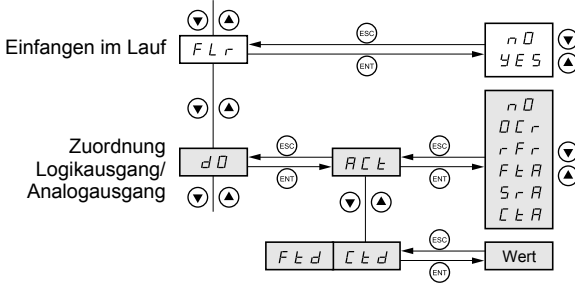 ESC
Einfangen im Lauf
FLr
nO
YES
ENT
nO
OCr
rFr
FtA
SrA
CtA
Zuordnung
Logikausgang/
Analogausgang
dO
ESC
ENT
ACt
ESC
ENT
Ftd
Ctd
ESC
ENT
Wert